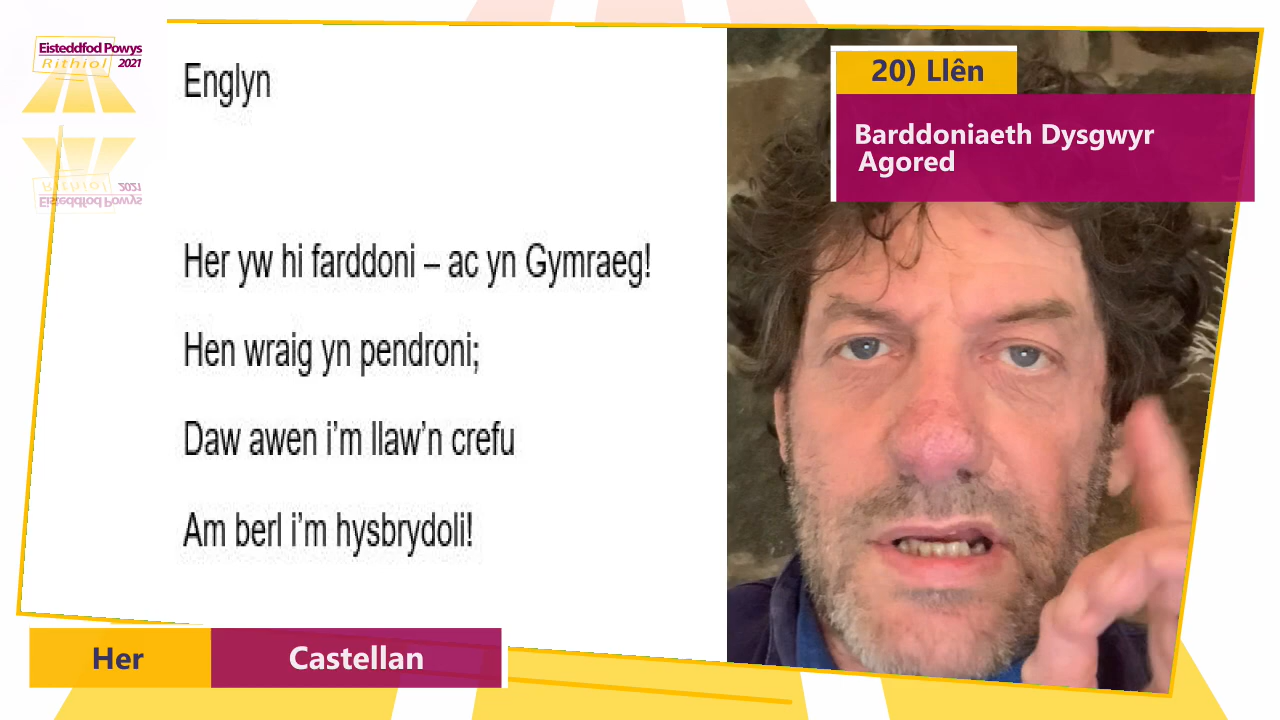 Eisteddfod Powys
Rithiol 2021
20) Llên
Barddoniaeth Dysgwyr
Agored
Englyn
Her yw hi farddoni – ac yn Gymraeg!
Hen wraig yn pendroni;
Daw awen i’m llaw’n crefu
Am berl i’m hysbrydoli!
Her
Castellan